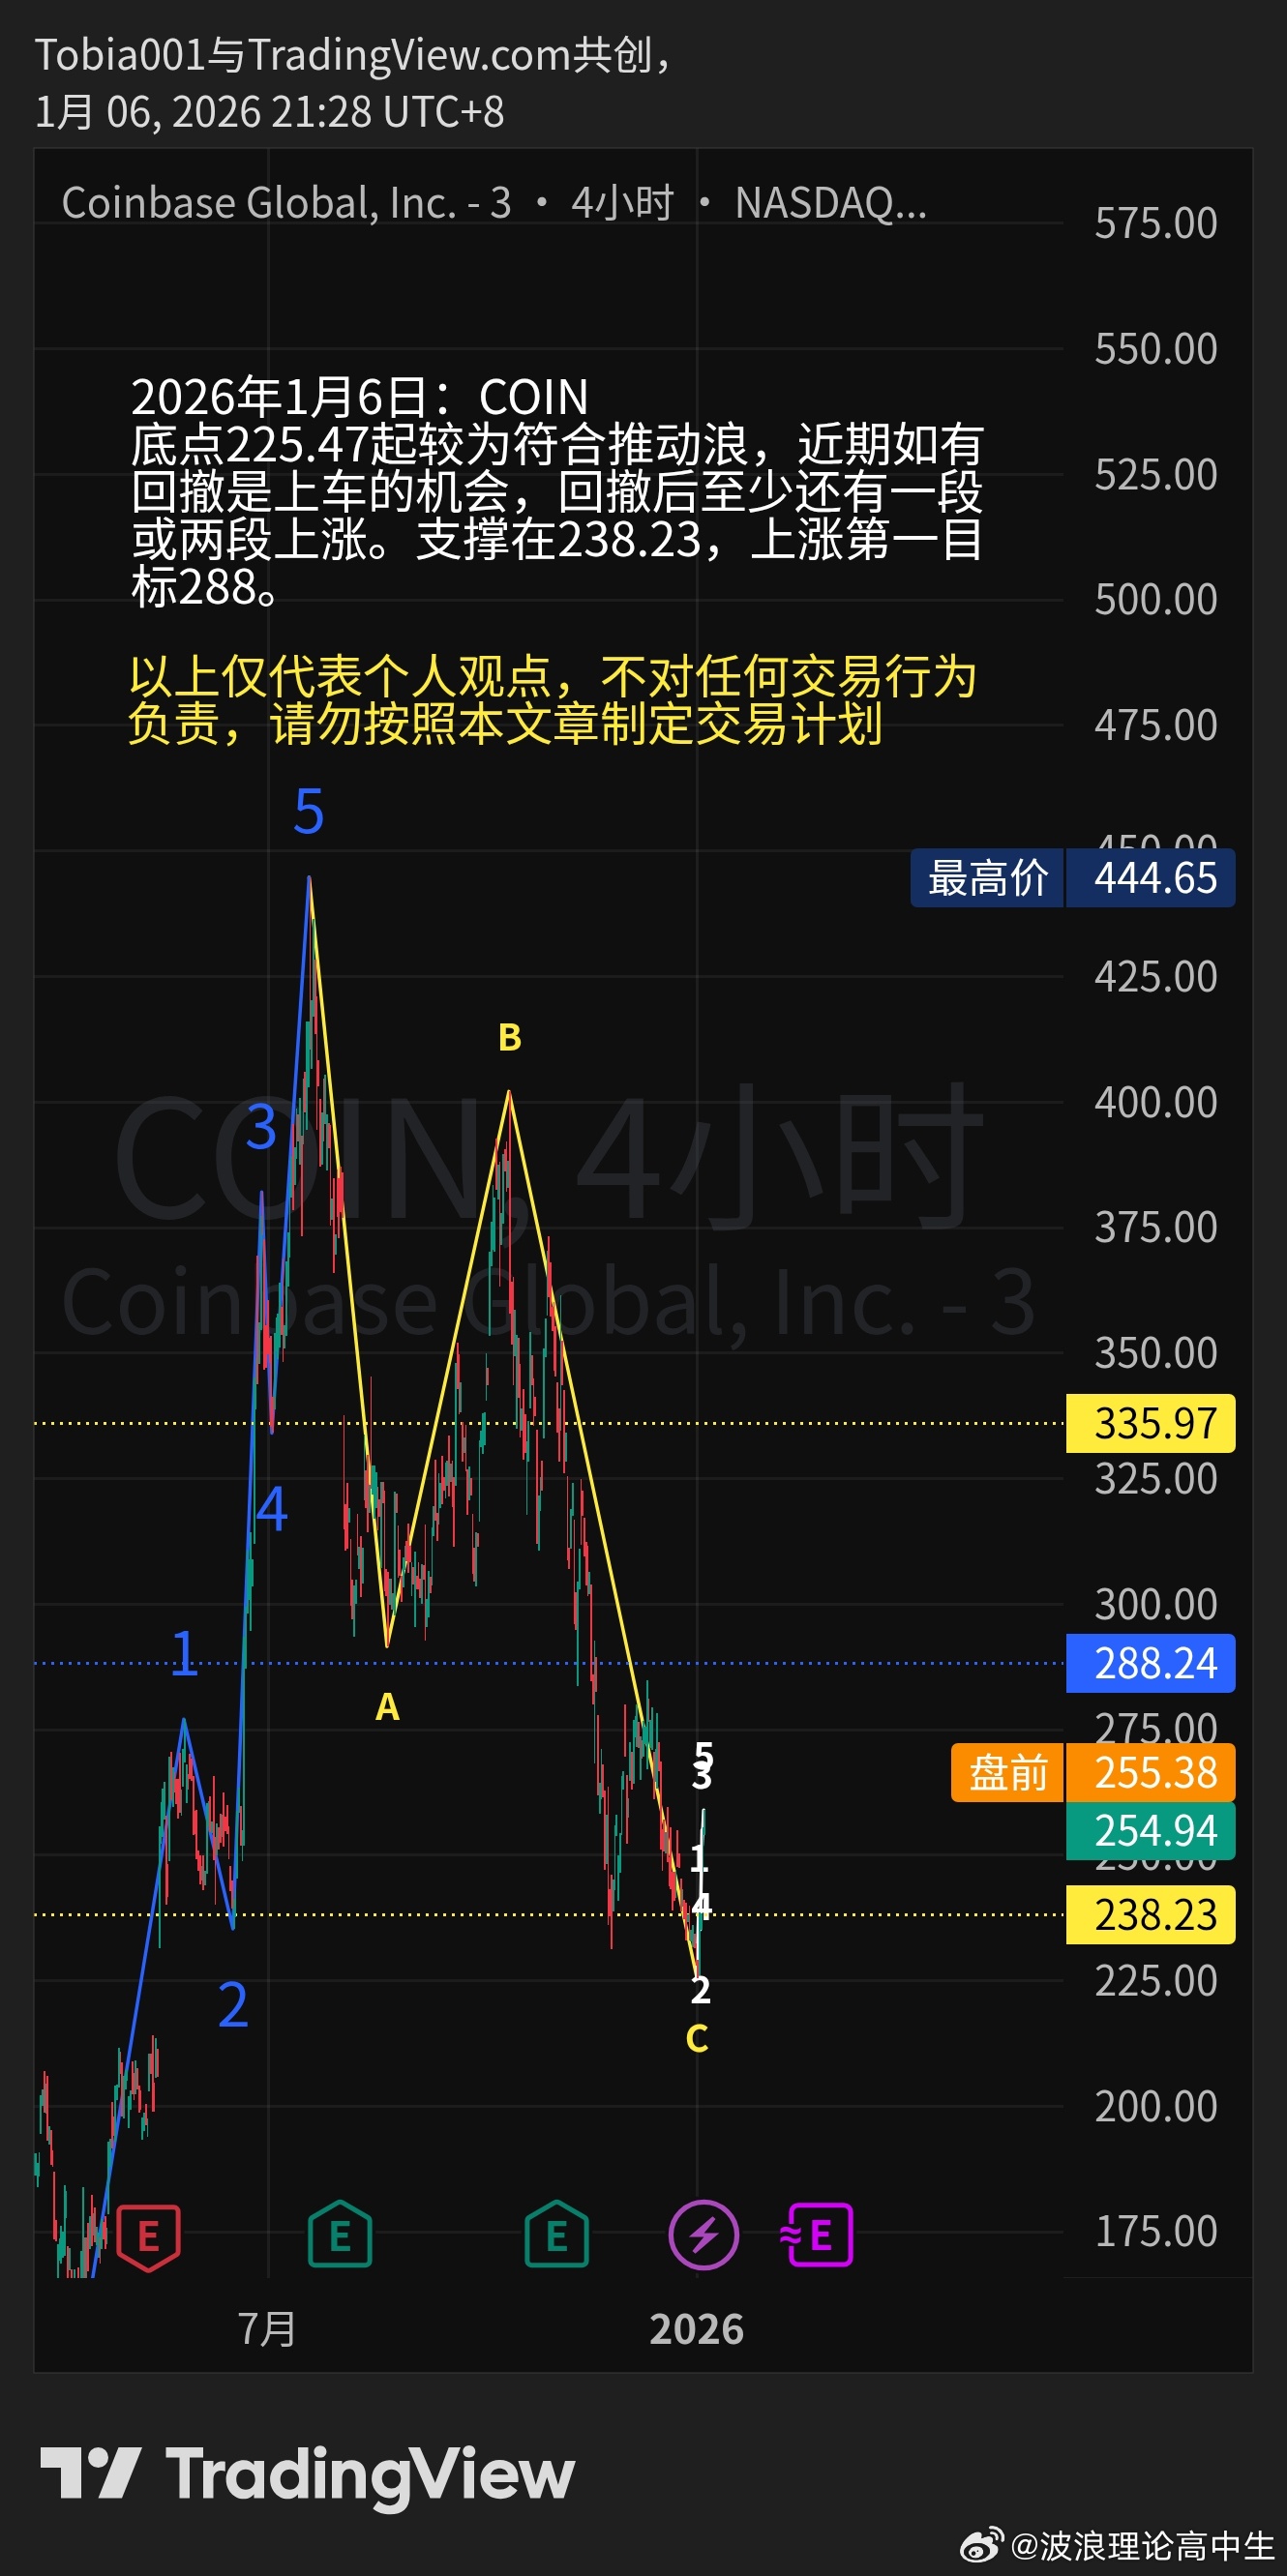 Tobia001与TradingView.com共创，
1月 06, 2026 21:28 UTC+8
Coinbase Global, Inc. - 3 · 4小时 · NASDAQ...
575.00
550.00
2026年1月6日：COIN
底点225.47起较为符合推动浪，近期如有
回撤是上车的机会，回撤后至少还有一段
或两段上涨。支撑在238.23，上涨第一目
标288。
525.00
500.00
以上仅代表个人观点，不对任何交易行为
负责，请勿按照本文章制定交易计划
475.00
5
450.00
最高价 444.65
425.00
B
400.00
3
COIN, 4小时
375.00
Coinbase Global, Inc. - 3
350.00
335.97
325.00
4
300.00
1
288.24
A
275.00
5
3
盘前 255.38
254.94
1
250.00
4
238.23
225.00
2
2
C
200.00
175.00
E
E
E
≈E
7月
2026
TradingView
@波浪理论高中生